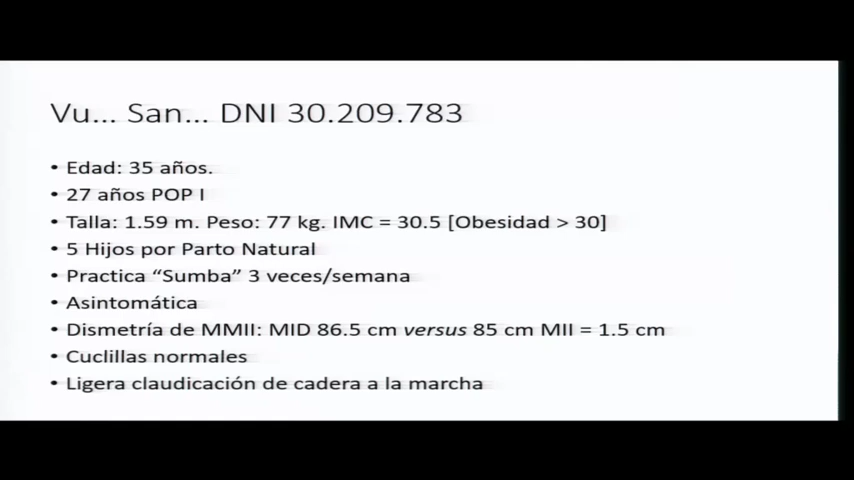 Vu... San... DNI 30.209.783
• Edad: 35 años.
• 27 años POP I
• Talla: 1.59 m. Peso: 77 kg. IMC = 30.5 [Obesidad > 30]
• 5 Hijos por Parto Natural
• Practica “Sumba” 3 veces/semana
• Asintomática
• Dismetría de MMII: MID 86.5 cm versus 85 cm MII = 1.5 cm
• Cuclillas normales
• Ligera claudicación de cadera a la marcha